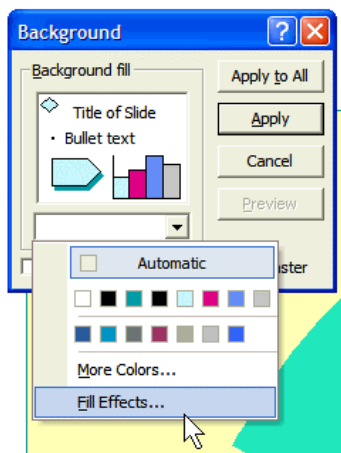 Background
Background fill
Title of Slide
• Bullet text
Apply to All
Apply
Cancel
Preview
Automatic
More Colors...
Fill Effects...